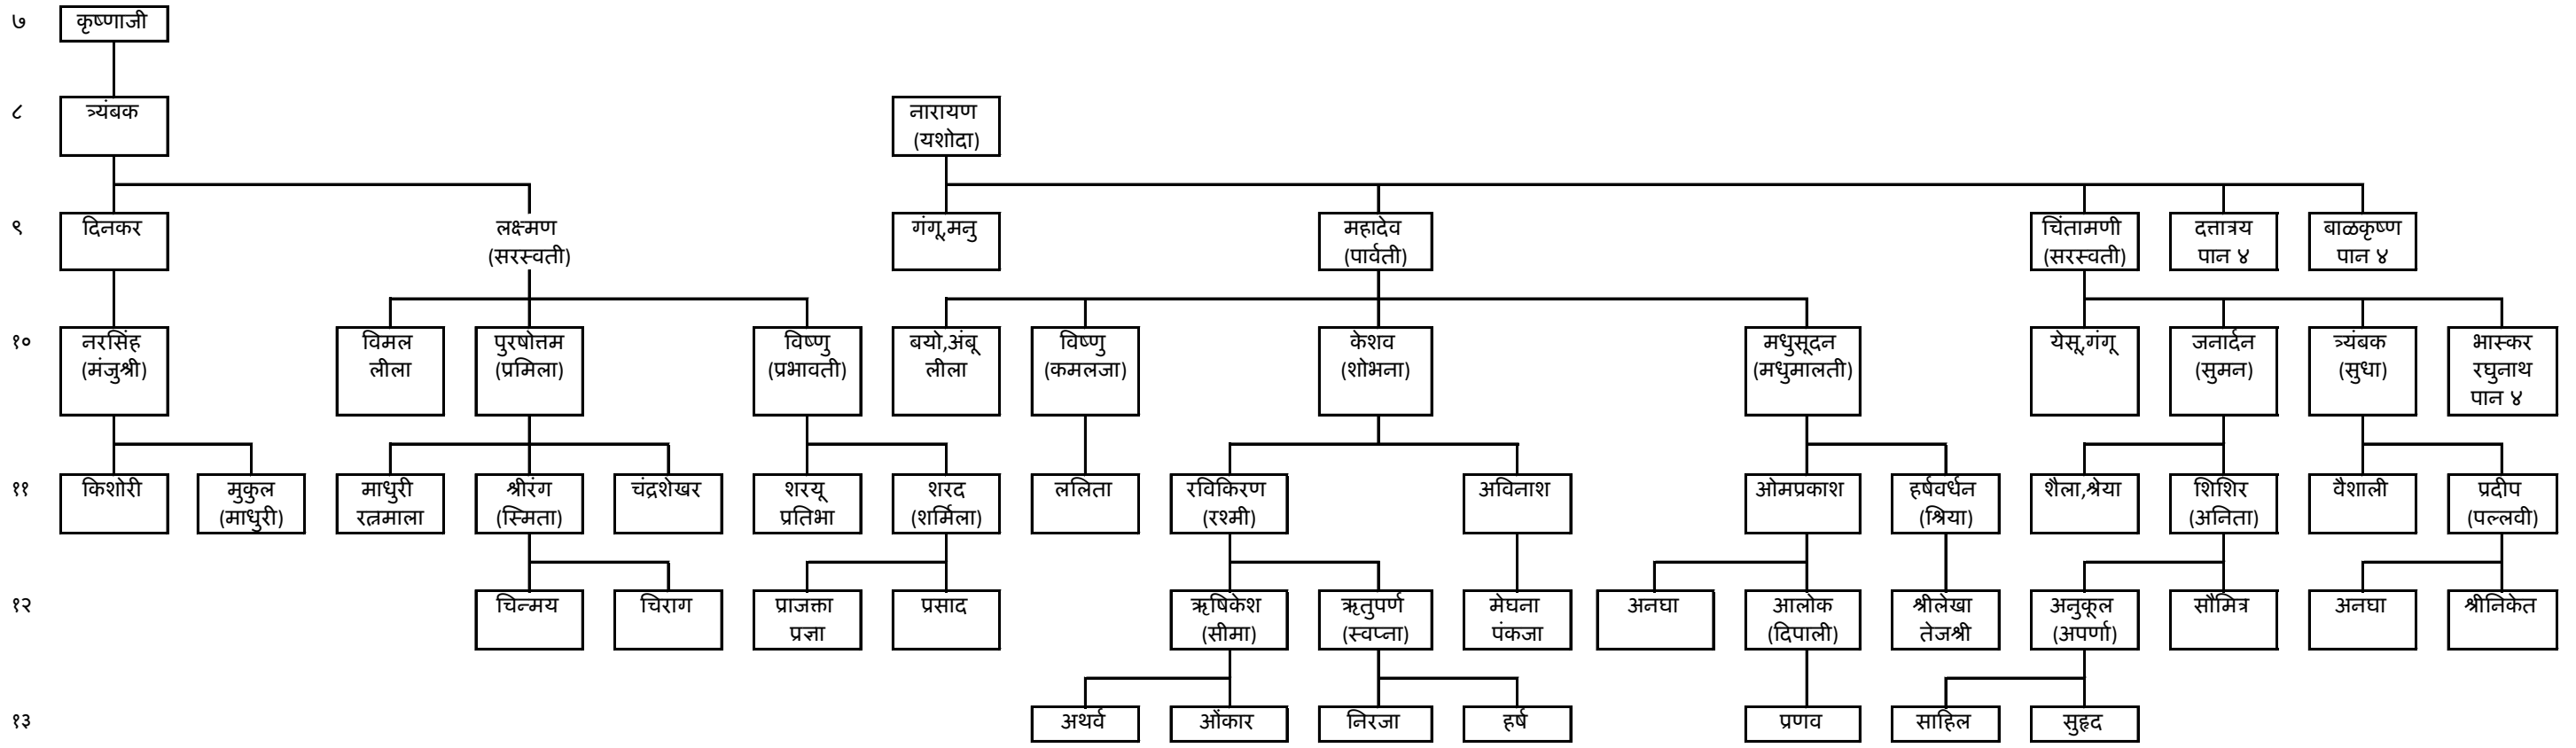 ७
कृष्णाजी
८
त्र्यंबक
नारायण
(यशोदा)
९
दिनकर
लक्ष्मण
(सरस्वती)
गंगू,मनु
महादेव
(पार्वती)
चिंतामणी
(सरस्वती)
दत्तात्रय
पान ४
बाळकृष्ण
पान ४
१०
नरसिंह
(मंजुश्री)
विमल
लीला
पुरषोत्तम
(प्रमिला)
विष्णु
(प्रभावती)
बयो,अंबू
लीला
विष्णु
(कमलजा)
केशव
(शोभना)
मधुसूदन
(मधुमालती)
येसू,गंगू
जनार्दन
(सुमन)
त्र्यंबक
(सुधा)
भास्कर
रघुनाथ
पान ४
११
किशोरी
मुकुल
(माधुरी)
माधुरी
रत्नमाला
श्रीरंग
(स्मिता)
चंद्रशेखर
शरयू
प्रतिभा
शरद
(शर्मिला)
ललिता
रविकिरण
(रश्मी)
अविनाश
ओमप्रकाश
हर्षवर्धन
(श्रिया)
शैला,श्रेया
शिशिर
(अनिता)
वैशाली
प्रदीप
(पल्लवी)
१२
चिन्मय
चिराग
प्राजक्ता
प्रज्ञा
प्रसाद
ऋषिकेश
(सीमा)
ऋतुपर्ण
(स्वप्ना)
मेघना
पंकजा
अनघा
आलोक
(दिपाली)
श्रीलेखा
तेजश्री
अनुकूल
(अपर्णा)
सौमित्र
अनघा
श्रीनिकेत
१३
अथर्व
ओंकार
निरजा
हर्ष
प्रणव
साहिल
सुहृद